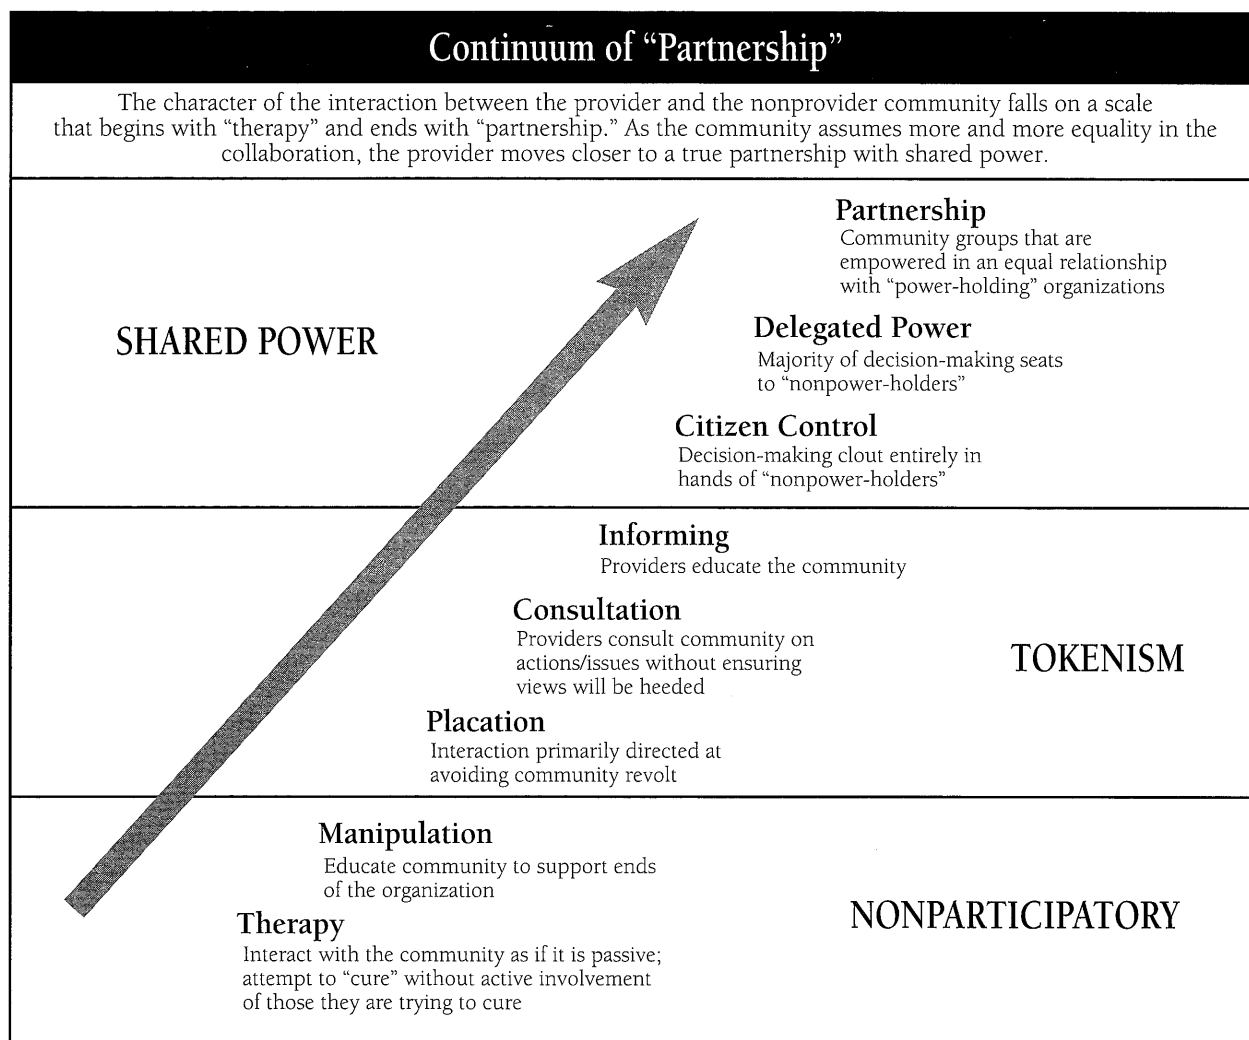 Continuum of “Partnership”
The character of the interaction between the provider and the nonprovider community falls on a scale
that begins with “therapy” and ends with “partnership.” As the community assumes more and more equality in the
collaboration, the provider moves closer to a true partnership with shared power.
Partnership
Community groups that are
empowered in an equal relationship
with “power-holding” organizations
SHARED POWER
Delegated Power
Majority of decision-making seats
to “nonpower-holders”
Citizen Control
Decision-making clout entirely in
hands of “nonpower-holders”
Informing
Providers educate the community
Consultation
Providers consult community on
actions/issues without ensuring
views will be heeded
TOKENISM
Placation
Interaction primarily directed at
avoiding community revolt
Manipulation
Educate community to support ends
of the organization
NONPARTICIPATORY
Therapy
Interact with the community as if it is passive;
attempt to “cure” without active involvement
of those they are trying to cure